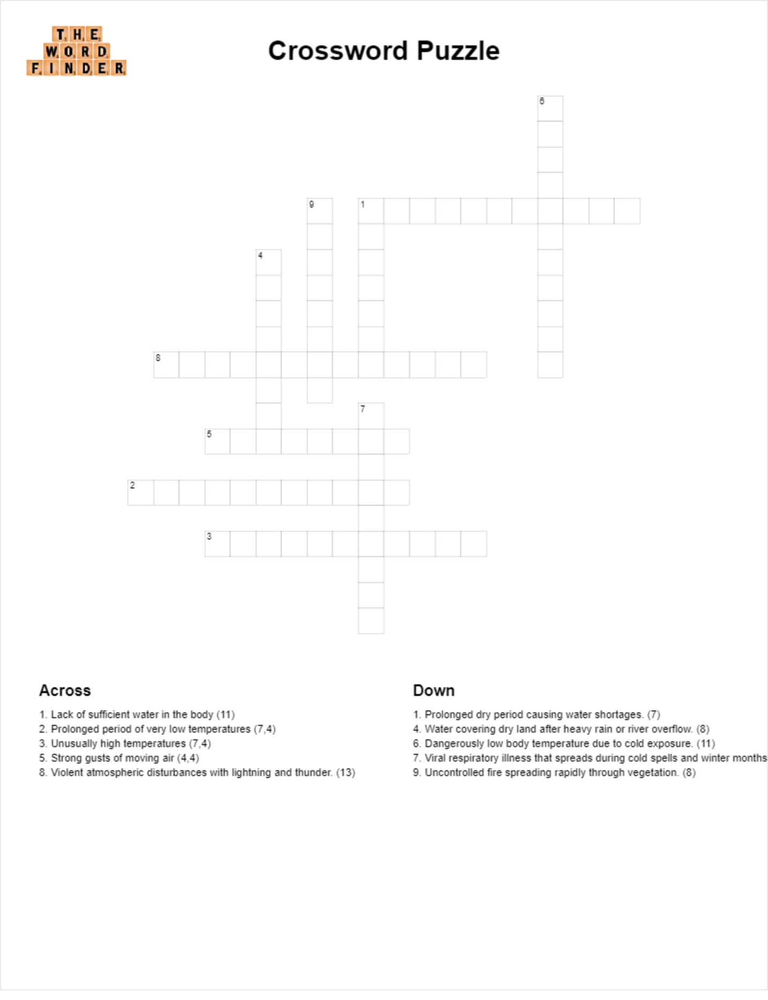 THE
WORD
FINDER
Crossword Puzzle
6
9 1
4
8
7
5
2
3
Across
1. Lack of sufficient water in the body (11)
2. Prolonged period of very low temperatures (7,4)
3. Unusually high temperatures (7,4)
5. Strong gusts of moving air (4,4)
8. Violent atmospheric disturbances with lightning and thunder. (13)
Down
1. Prolonged dry period causing water shortages. (7)
4. Water covering dry land after heavy rain or river overflow. (8)
6. Dangerously low body temperature due to cold exposure. (11)
7. Viral respiratory illness that spreads during cold spells and winter months
9. Uncontrolled fire spreading rapidly through vegetation. (8)